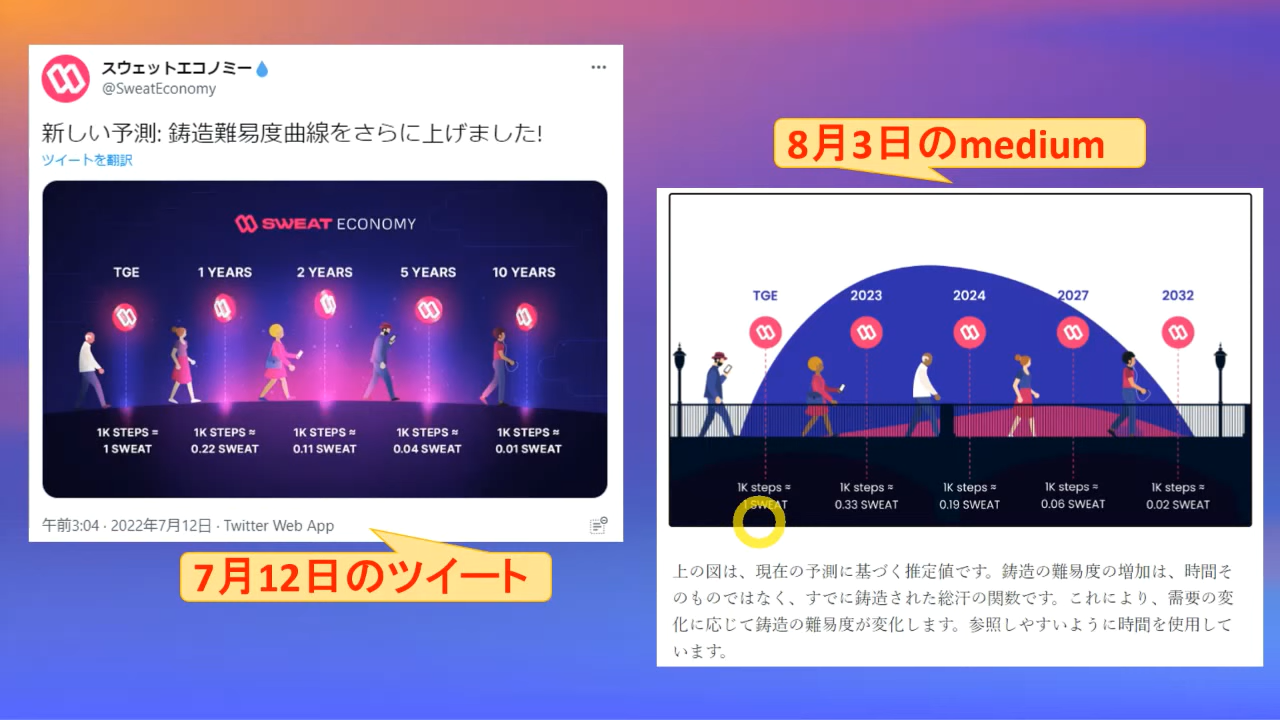 スウェットエコノミー
@SweatEconomy
新しい予測: 鋳造難易度曲線をさらに上げました!
ツイートを翻訳
SWEAT ECONOMY
TGE 1 YEARS 2 YEARS 5 YEARS 10 YEARS
1K STEPS ≈ 1K STEPS ≈ 1K STEPS ≈ 1K STEPS ≈ 1K STEPS ≈
1 SWEAT 0.22 SWEAT 0.11 SWEAT 0.04 SWEAT 0.01 SWEAT
午前3:04 · 2022年7月12日 · Twitter Web App
7月12日のツイート
8月3日のmedium
TGE 2023 2024 2027 2032
1K steps ≈ 1K steps ≈ 1K steps ≈ 1K steps ≈ 1K steps ≈
1 SWEAT 0.33 SWEAT 0.19 SWEAT 0.06 SWEAT 0.02 SWEAT
上の図は、現在の予測に基づく推定値です。鋳造の難易度の増加は、時間そ
のものではなく、すでに鋳造された総汗の関数です。これにより、需要の変
化に応じて鋳造の難易度が変化します。参照しやすいように時間を使用して
います。